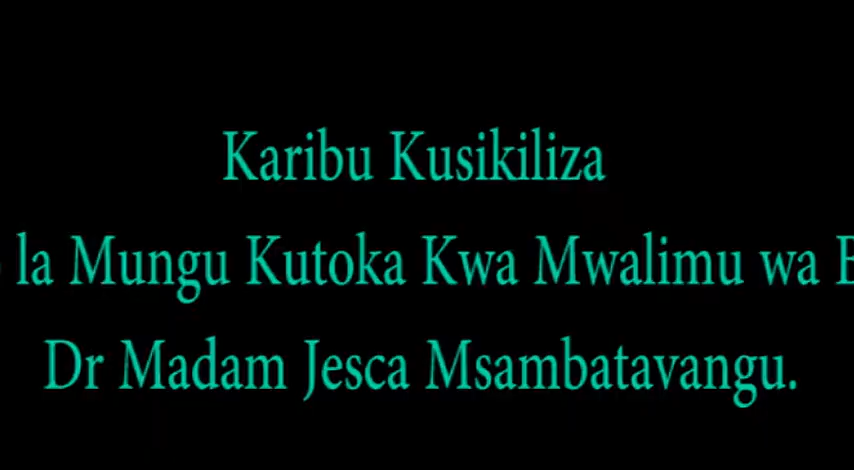 Karibu Kusikiliza
la Mungu Kutoka Kwa Mwalimu wa
Dr Madam Jesca Msambatavangu.